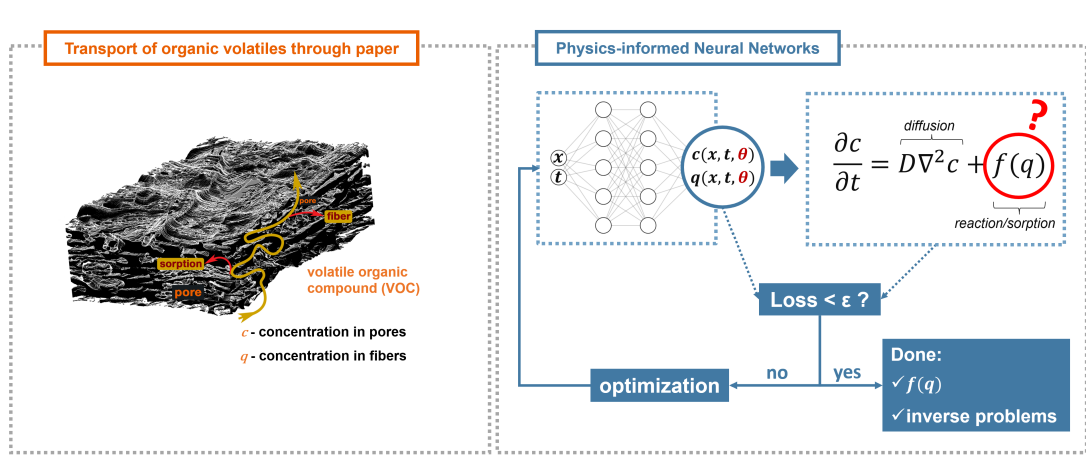 Transport of organic volatiles through paper
pore
fiber
sorption
pore
volatile organic
compound (VOC)
c - concentration in pores
q - concentration in fibers
Physics-informed Neural Networks
x
t
c(x, t, θ)
q(x, t, θ)
?
diffusion
∂c/∂t = D∇²c + f(q)
reaction/sorption
Loss < ε ?
no
yes
optimization
Done:
✓f(q)
✓inverse problems